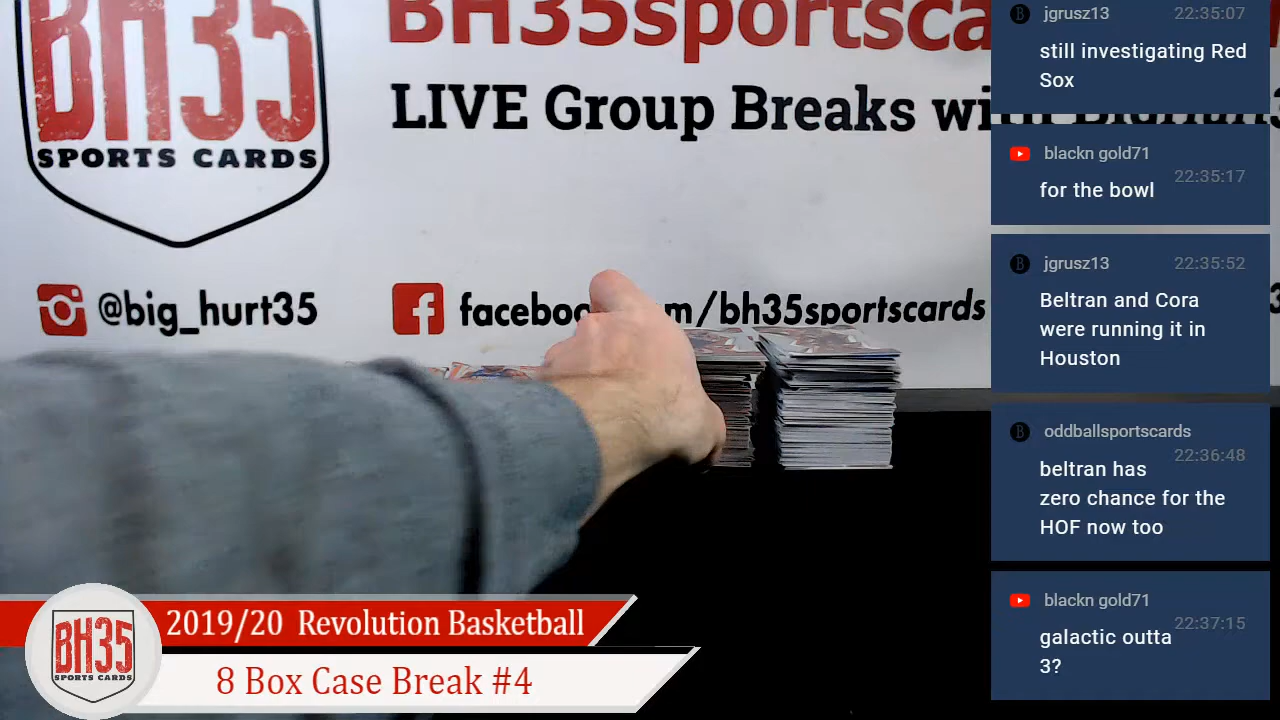 BH35
SPORTS CARDS
BH35sportsca
LIVE Group Breaks wi
@big_hurt35
faceboo m/bh35sportscards
jgrusz13 22:35:07
still investigating Red
Sox
blackn gold71
22:35:17
for the bowl
jgrusz13 22:35:52
Beltran and Cora
were running it in
Houston
oddballsportscards
22:36:48
beltran has
zero chance for the
HOF now too
blackn gold71
22:37:15
galactic outta
3?
2019/20 Revolution Basketball
8 Box Case Break #4
BH35
SPORTS CARDS